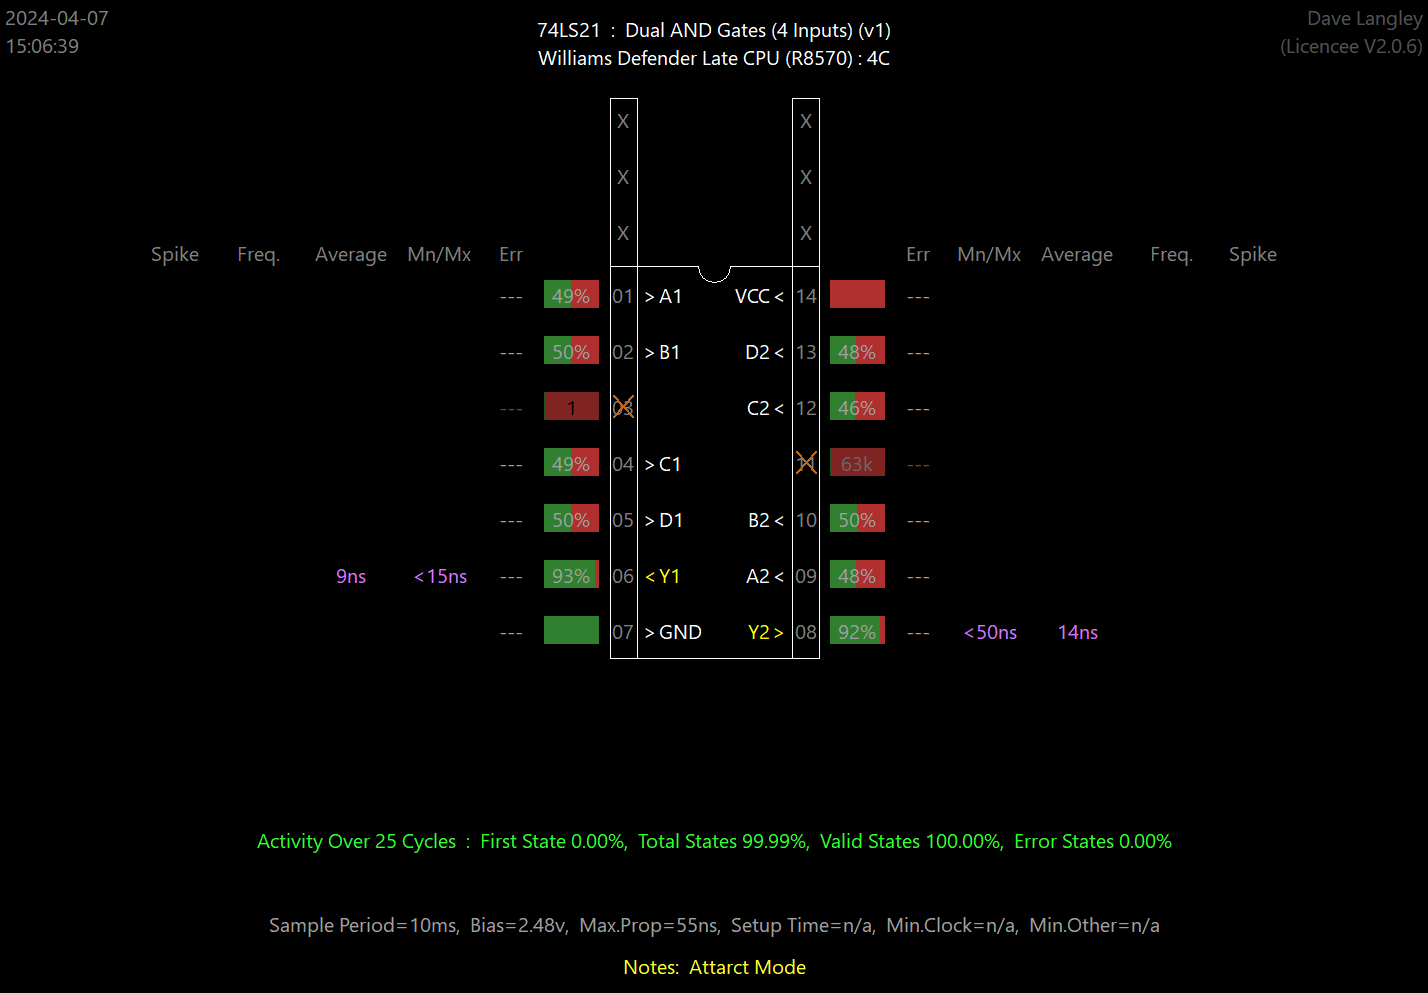 2024-04-07
15:06:39
74LS21 : Dual AND Gates (4 Inputs) (v1)
Williams Defender Late CPU (R8570) : 4C
Dave Langley
(Licencee V2.0.6)
X X
X X
X X
Spike Freq. Average Mn/Mx Err Err Mn/Mx Average Freq. Spike
--- 49% 01 >A1 VCC< 14 ---
--- 50% 02 >B1 D2< 13 48% ---
--- 1 03 C2< 12 46% ---
--- 49% 04 >C1 11 63k ---
--- 50% 05 >D1 B2< 10 50% ---
9ns <15ns --- 93% 06 <Y1 A2< 09 48% ---
--- 07 >GND Y2> 08 92% --- <50ns 14ns
Activity Over 25 Cycles : First State 0.00%, Total States 99.99%, Valid States 100.00%, Error States 0.00%
Sample Period=10ms, Bias=2.48v, Max.Prop=55ns, Setup Time=n/a, Min.Clock=n/a, Min.Other=n/a
Notes: Attarct Mode